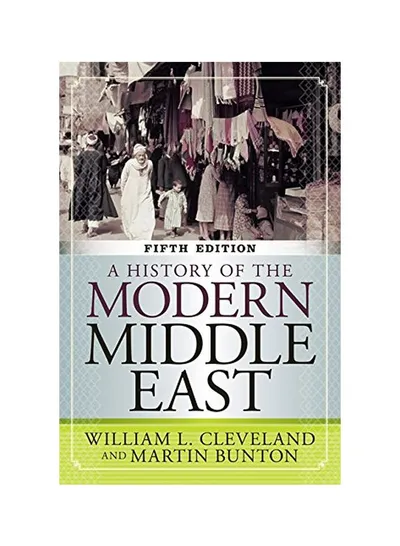 FIFTH EDITION
A HISTORY OF THE
MODERN
MIDDLE
EAST
WILLIAM L. CLEVELAND
AND MARTIN BUNTON